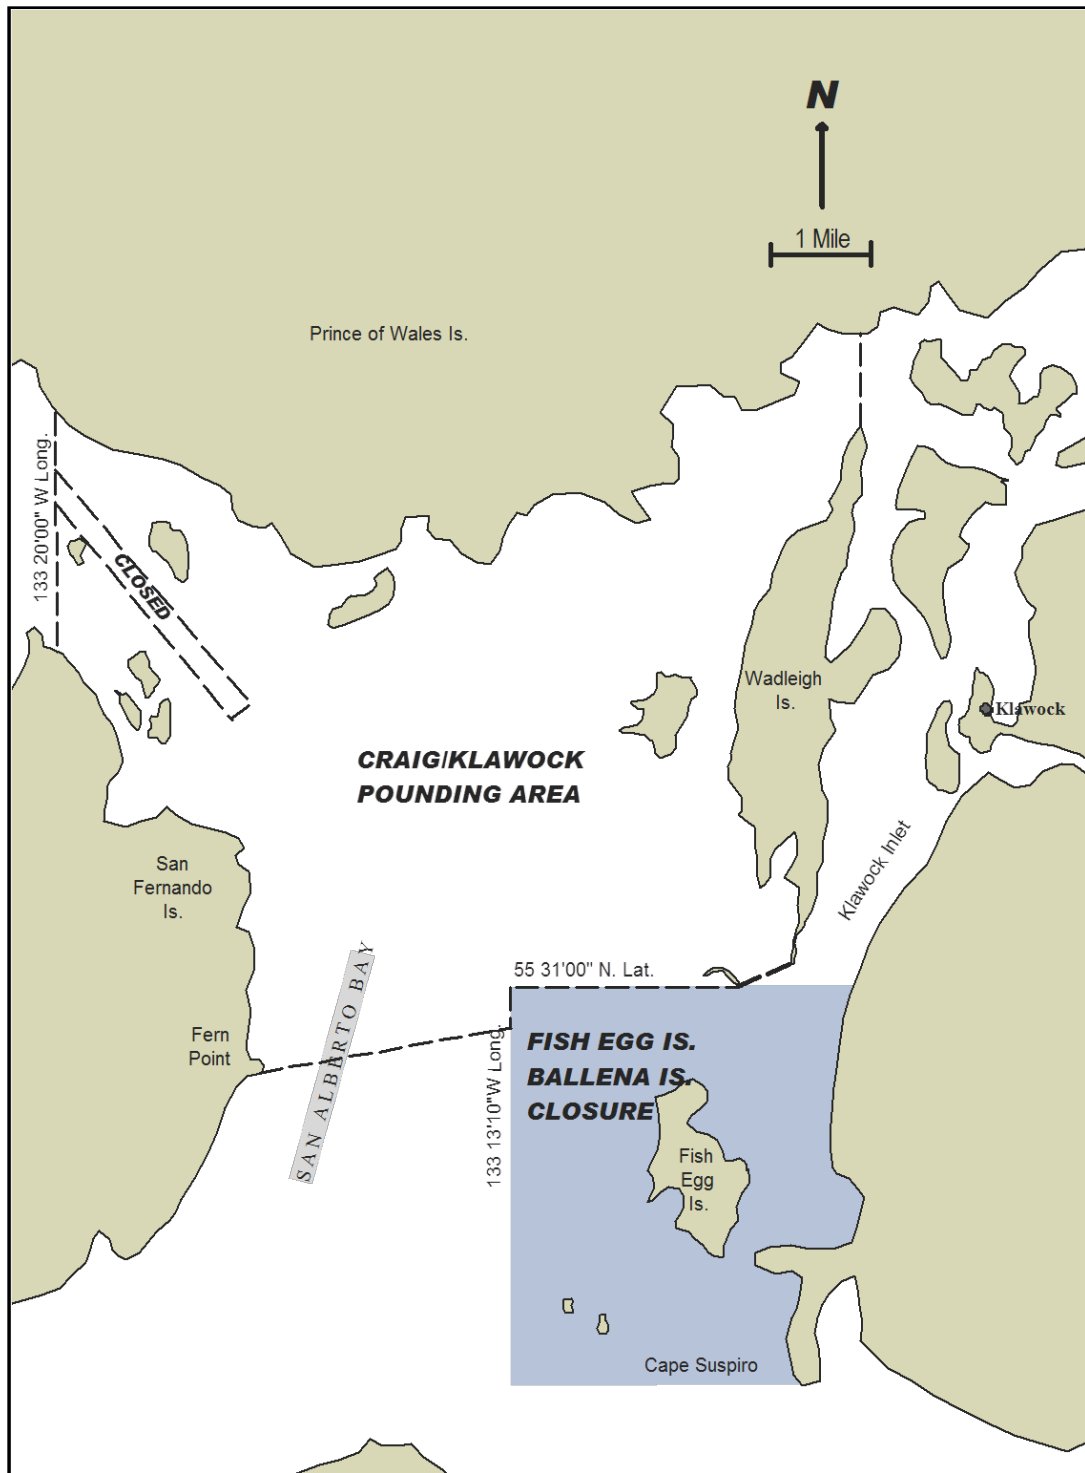 N
1 Mile
Prince of Wales Is.
133 20'00" W Long.
CLOSED
Wadleigh
Is.
Klawock
CRAIG/KLAWOCK
POUNDING AREA
San
Fernando
Is.
Klawock Inlet
SAN ALBERTO BAY
55 31'00" N. Lat.
Fern
Point
133 13'10"W Long.
FISH EGG IS.
BALLENA IS.
CLOSURE
Fish
Egg
Is.
Cape Suspiro